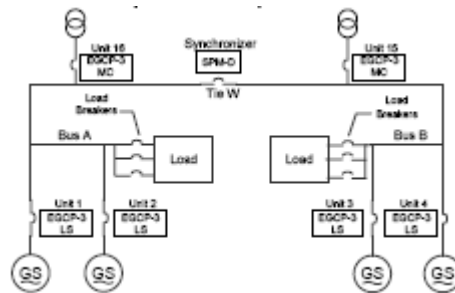 Unit 16
EGCP-3
MC
Synchronizer
SPM-D
Unit 15
EGCP-3
MC
Tie W
Load
Breakers
Load
Breakers
Bus A
Bus B
Load
Load
Unit 1
EGCP-3
LS
Unit 2
EGCP-3
LS
Unit 3
EGCP-3
LS
Unit 4
EGCP-3
LS
GS
GS
GS
GS